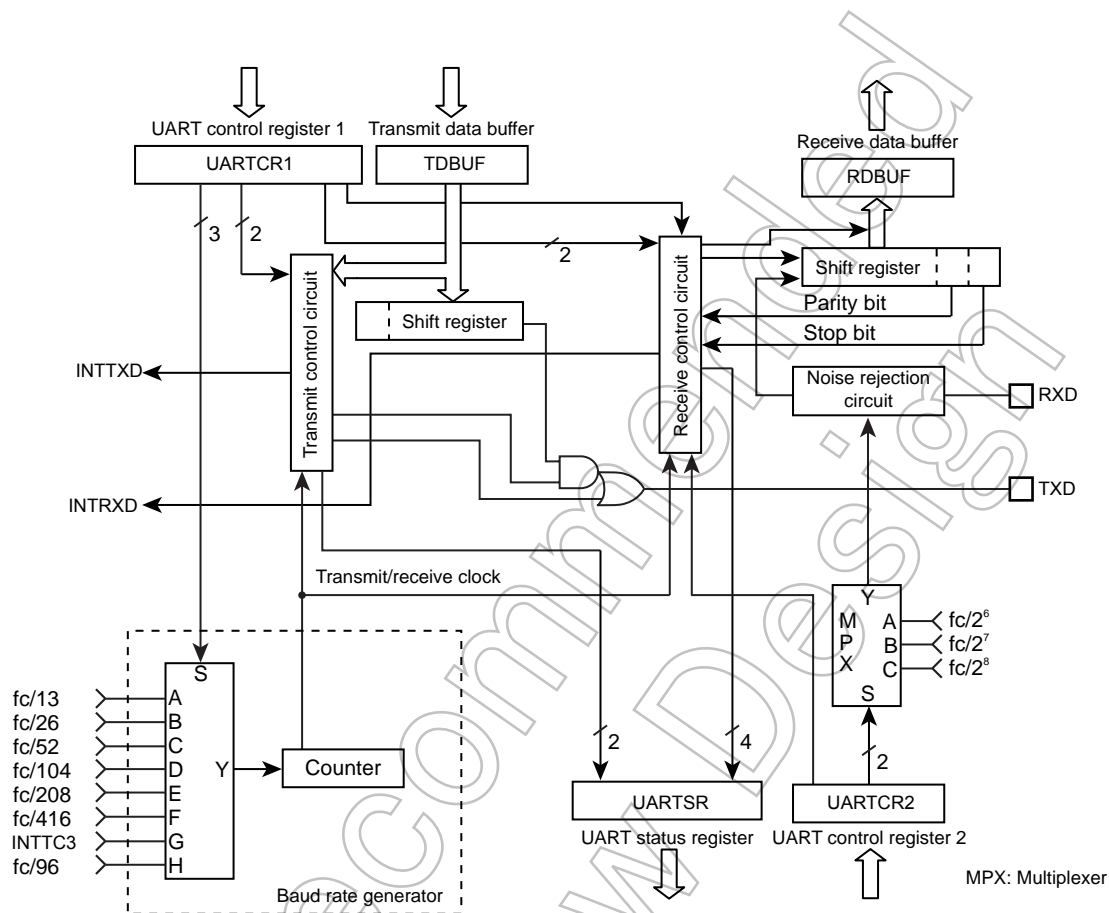 UART control register 1
Transmit data buffer
Receive data buffer
UARTCR1
TDBUF
RDBUF
3
2
2
Transmit control circuit
Shift register
Receive control circuit
Shift register
Parity bit
Stop bit
INTTXD
Noise rejection
circuit
RXD
INTRXD
TXD
Transmit/receive clock
MPX
Y
A
B
C
S
fc/2⁶
fc/2⁷
fc/2⁸
S
fc/13
A
fc/26
B
fc/52
C
fc/104
D
Y
Counter
fc/208
E
fc/416
F
INTTC3
G
fc/96
H
Baud rate generator
2
4
2
UARTSR
UARTCR2
UART status register
UART control register 2
MPX: Multiplexer
ecommended
w Design